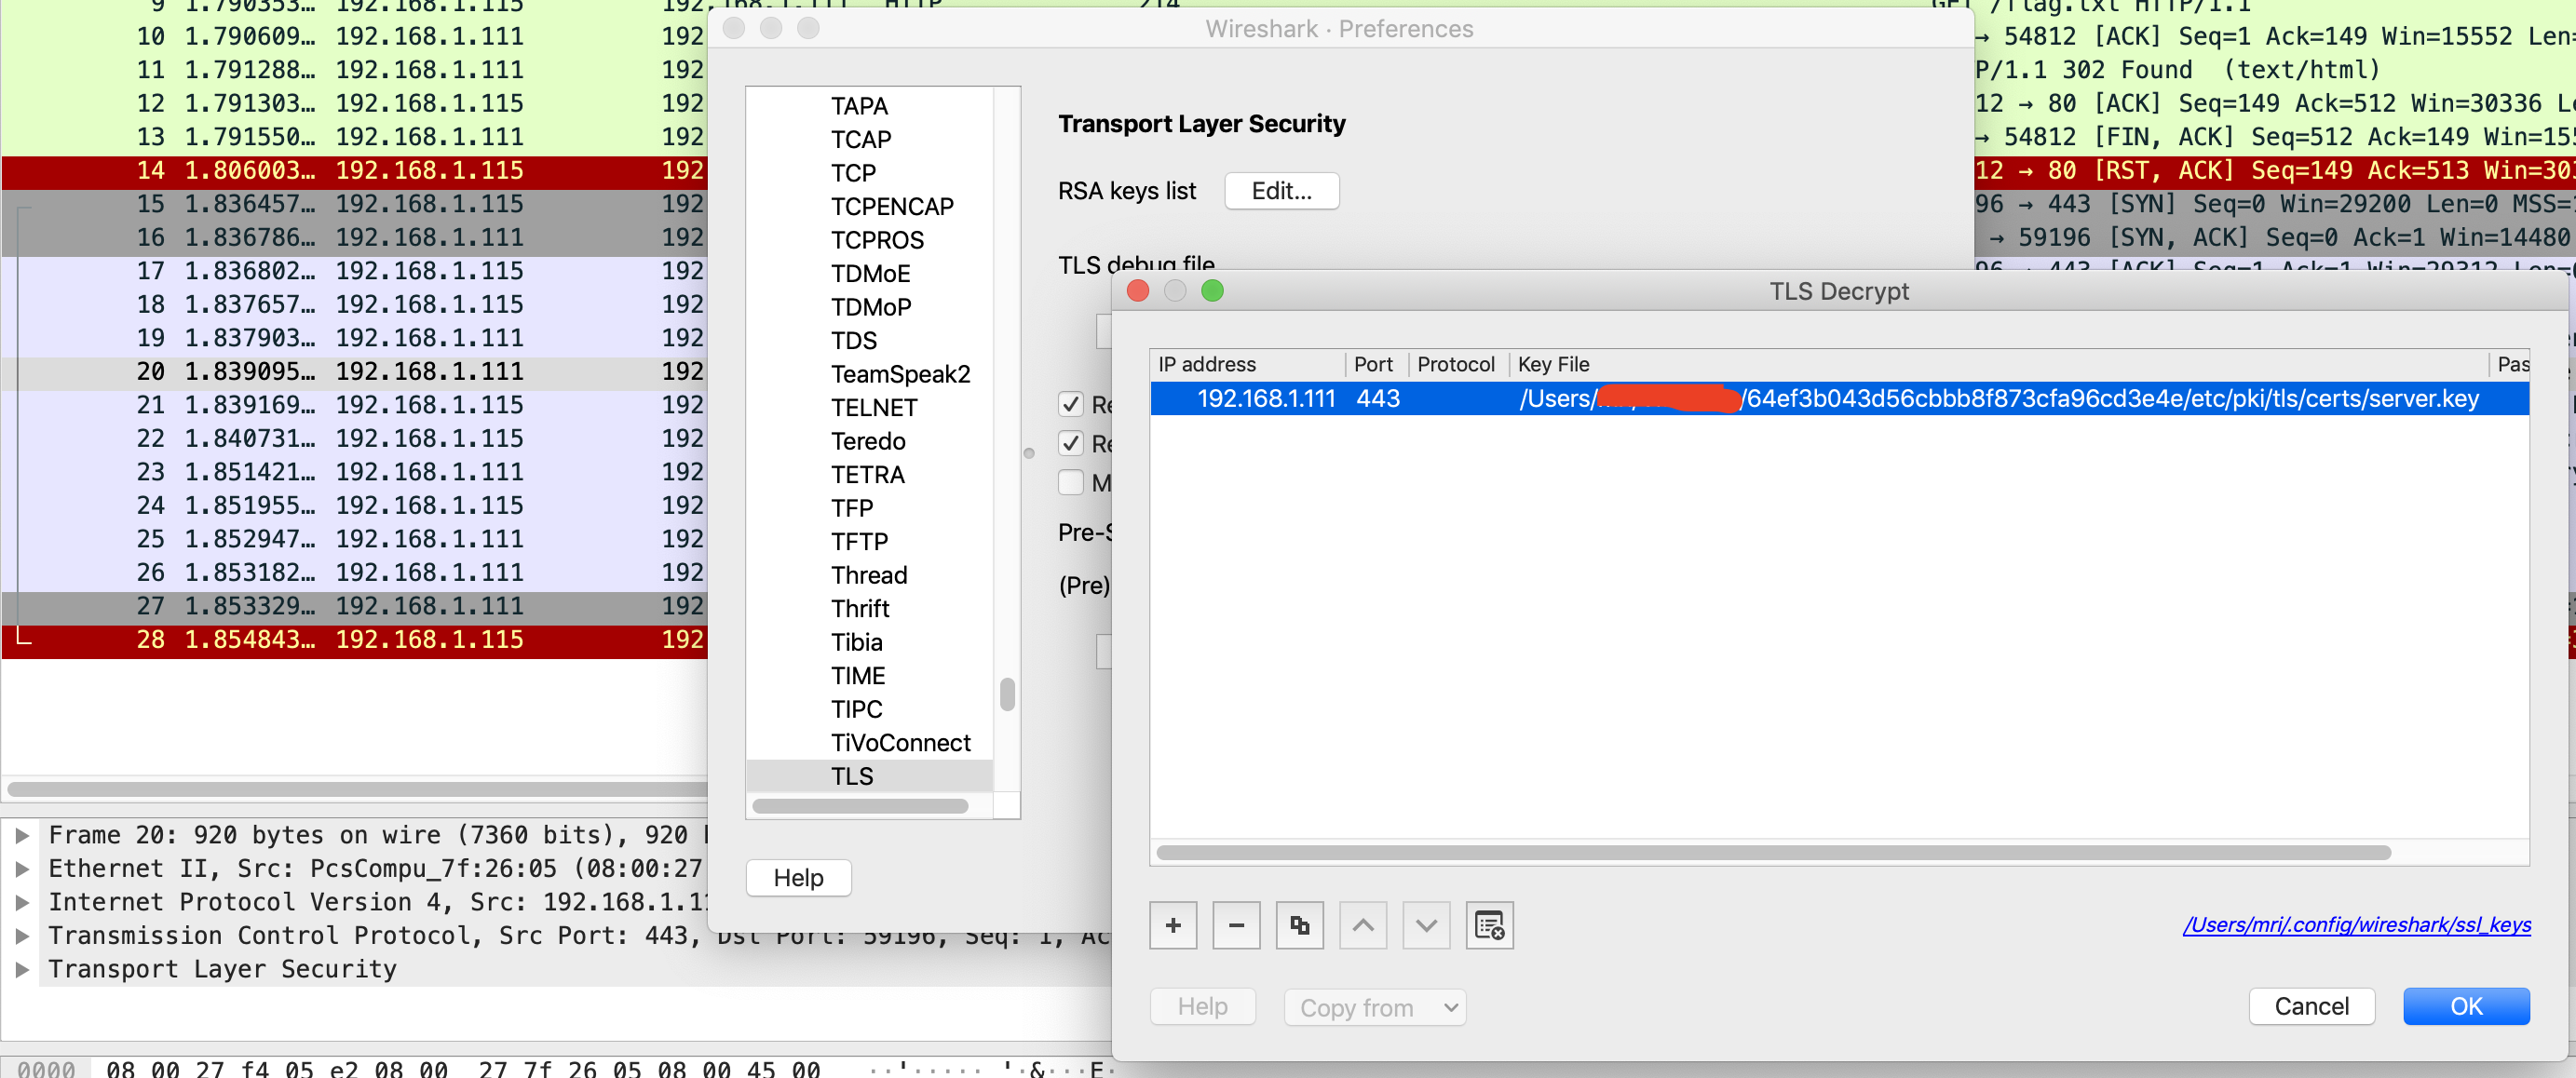 9 1.790353… 192.168.1.115 192.168.1.111 HTTP 214 GET /flag.txt HTTP/1.1
10 1.790609… 192.168.1.111 192 → 54812 [ACK] Seq=1 Ack=149 Win=15552 Len=
11 1.791288… 192.168.1.111 192 P/1.1 302 Found (text/html)
12 1.791303… 192.168.1.115 192 12 → 80 [ACK] Seq=149 Ack=512 Win=30336 Le
13 1.791550… 192.168.1.111 192 → 54812 [FIN, ACK] Seq=512 Ack=149 Win=155
14 1.806003… 192.168.1.115 192 12 → 80 [RST, ACK] Seq=149 Ack=513 Win=303
15 1.836457… 192.168.1.115 192 96 → 443 [SYN] Seq=0 Win=29200 Len=0 MSS=1
16 1.836786… 192.168.1.111 192 → 59196 [SYN, ACK] Seq=0 Ack=1 Win=14480
17 1.836802… 192.168.1.115 192 96 → 443 [ACK] Seq=1 Ack=1 Win=29312 Len=0
18 1.837657… 192.168.1.115 192
19 1.837903… 192.168.1.111 192
20 1.839095… 192.168.1.111 192
21 1.839169… 192.168.1.115 192
22 1.840731… 192.168.1.115 192
23 1.851421… 192.168.1.111 192
24 1.851955… 192.168.1.115 192
25 1.852947… 192.168.1.111 192
26 1.853182… 192.168.1.111 192
27 1.853329… 192.168.1.111 192
28 1.854843… 192.168.1.115 192
Frame 20: 920 bytes on wire (7360 bits), 920 b
Ethernet II, Src: PcsCompu_7f:26:05 (08:00:27
Internet Protocol Version 4, Src: 192.168.1.11
Transmission Control Protocol, Src Port: 443, Dst Port: 59196, Seq: 1, Ac
Transport Layer Security
0000 08 00 27 f4 05 e2 08 00 27 7f 26 05 08 00 45 00 ··'····· '·&···E·
Wireshark · Preferences
TAPA
TCAP
TCP
TCPENCAP
TCPROS
TDMoE
TDMoP
TDS
TeamSpeak2
TELNET
Teredo
TETRA
TFP
TFTP
Thread
Thrift
Tibia
TIME
TIPC
TiVoConnect
TLS
Help
Transport Layer Security
RSA keys list Edit...
TLS debug file
Re
Re
M
Pre-S
(Pre)
TLS Decrypt
IP address Port Protocol Key File Pas
192.168.1.111 443 /Users/ /64ef3b043d56cbbb8f873cfa96cd3e4e/etc/pki/tls/certs/server.key
+ −
/Users/mri/.config/wireshark/ssl_keys
Help Copy from Cancel OK